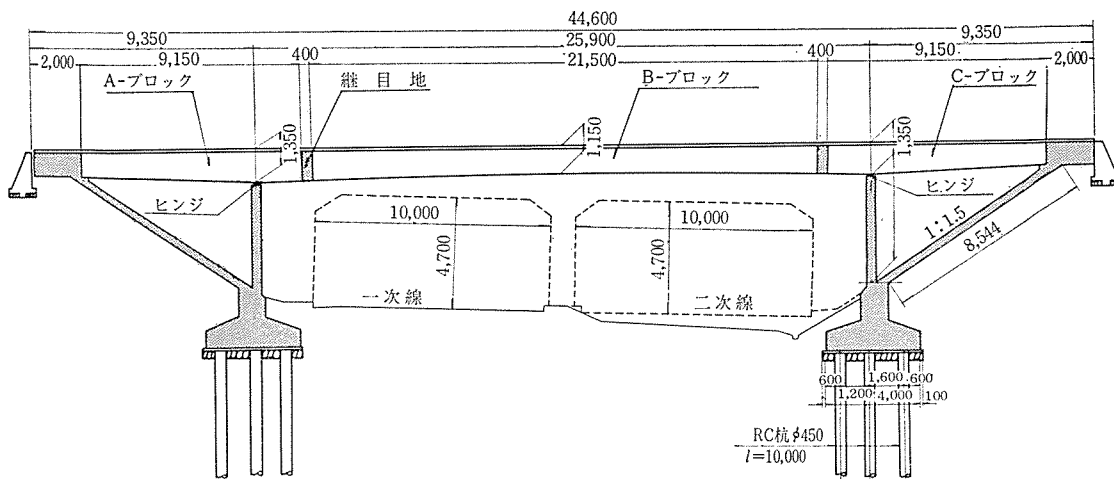 44,600
9,350
25,900
9,350
2,000
9,150
400
21,500
400
9,150
2,000
A-ブロック
継目地
B-ブロック
C-ブロック
1,350
1,150
1,350
ヒンジ
ヒンジ
10,000
10,000
4,700
4,700
1:1.5
8,544
一次線
二次線
600
1,600
600
1,200
4,000
100
RC杭φ450
l=10,000